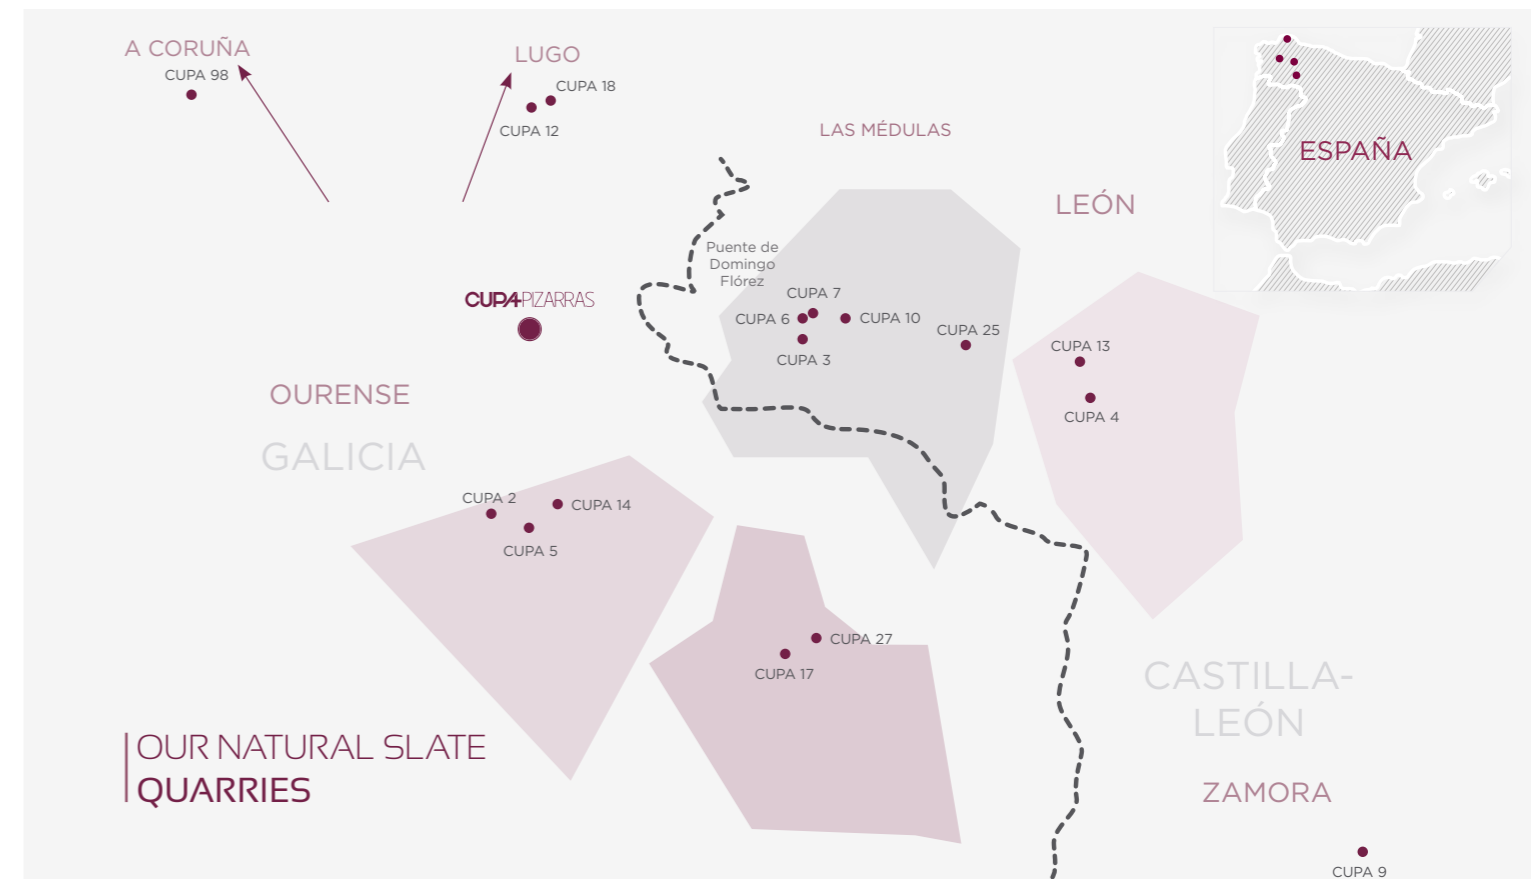 A CORUÑA
CUPA 98
LUGO
CUPA 18
CUPA 12
LAS MÉDULAS
ESPAÑA
LEÓN
Puente de
Domingo
Flórez
CUPA PIZARRAS
CUPA 7
CUPA 6
CUPA 10
CUPA 3
CUPA 25
CUPA 13
CUPA 4
OURENSE
GALICIA
CUPA 2
CUPA 14
CUPA 5
CUPA 27
CUPA 17
CASTILLA-
LEÓN
OUR NATURAL SLATE
QUARRIES
ZAMORA
CUPA 9